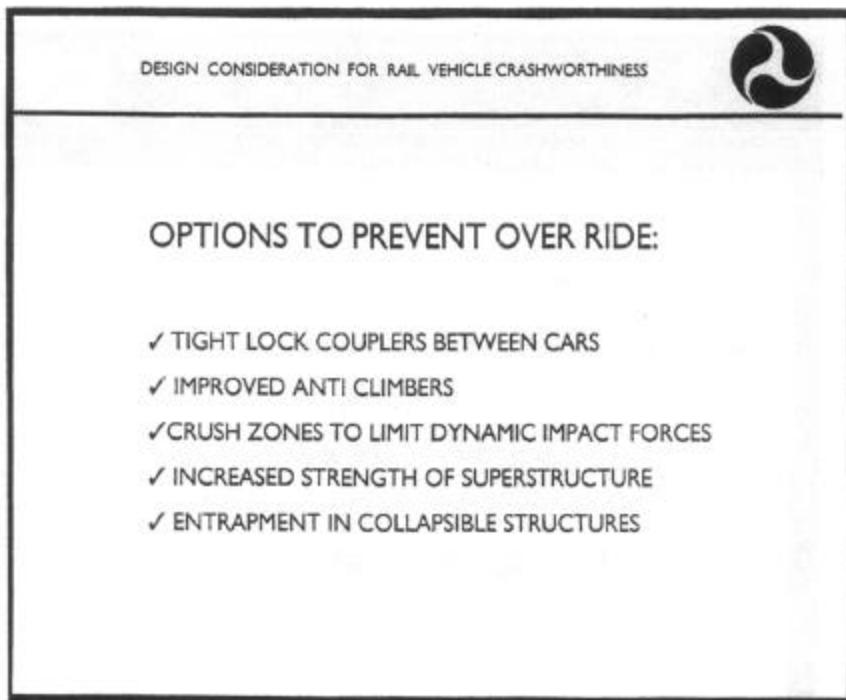 DESIGN CONSIDERATION FOR RAIL VEHICLE CRASHWORTHINESS
OPTIONS TO PREVENT OVER RIDE:
✓ TIGHT LOCK COUPLERS BETWEEN CARS
✓ IMPROVED ANTI CLIMBERS
✓CRUSH ZONES TO LIMIT DYNAMIC IMPACT FORCES
✓ INCREASED STRENGTH OF SUPERSTRUCTURE
✓ ENTRAPMENT IN COLLAPSIBLE STRUCTURES